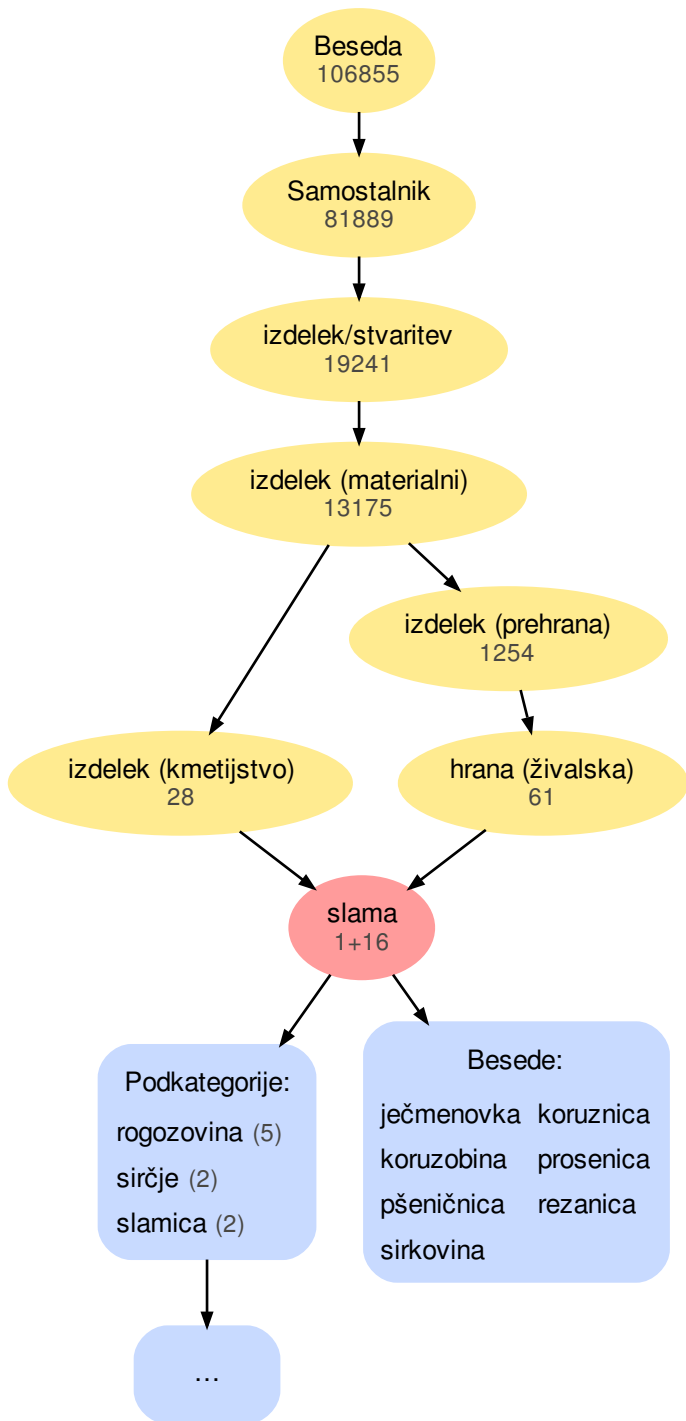 Beseda
106855
Samostalnik
81889
izdelek/stvaritev
19241
izdelek (materialni)
13175
izdelek (prehrana)
1254
izdelek (kmetijstvo)
28
hrana (živalska)
61
slama
1+16
Podkategorije:
rogozovina (5)
sirčje (2)
slamica (2)
Besede:
ječmenovka koruznica
koruzobina prosenica
pšeničnica rezanica
sirkovina
…